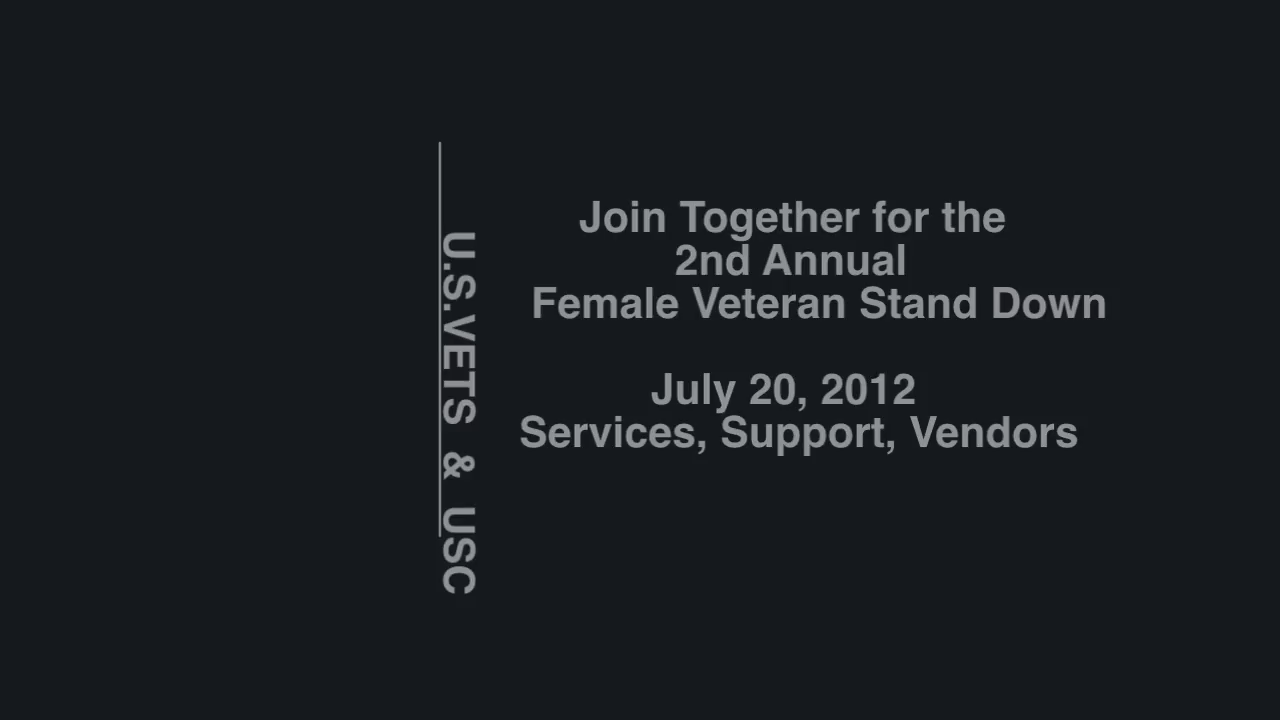 U.S.VETS & USC
Join Together for the
2nd Annual
Female Veteran Stand Down
July 20, 2012
Services, Support, Vendors